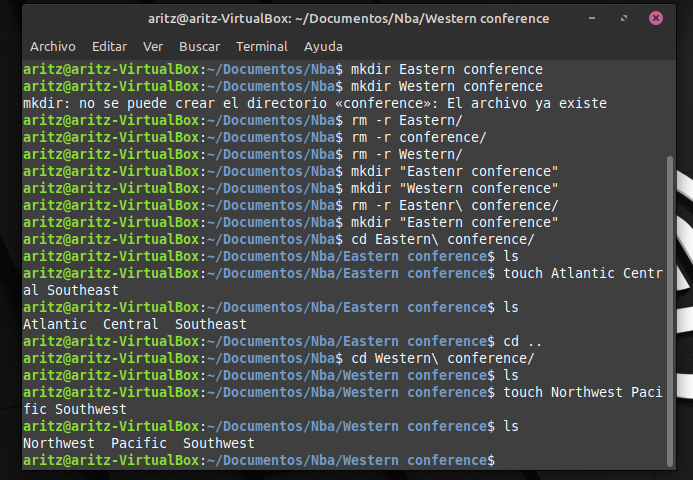 aritz@aritz-VirtualBox: ~/Documentos/Nba/Western conference
Archivo Editar Ver Buscar Terminal Ayuda
aritz@aritz-VirtualBox:~/Documentos/Nba$ mkdir Eastern conference
aritz@aritz-VirtualBox:~/Documentos/Nba$ mkdir Western conference
mkdir: no se puede crear el directorio «conference»: El archivo ya existe
aritz@aritz-VirtualBox:~/Documentos/Nba$ rm -r Eastern/
aritz@aritz-VirtualBox:~/Documentos/Nba$ rm -r conference/
aritz@aritz-VirtualBox:~/Documentos/Nba$ rm -r Western/
aritz@aritz-VirtualBox:~/Documentos/Nba$ mkdir "Eastenr conference"
aritz@aritz-VirtualBox:~/Documentos/Nba$ mkdir "Western conference"
aritz@aritz-VirtualBox:~/Documentos/Nba$ rm -r Eastenr\ conference/
aritz@aritz-VirtualBox:~/Documentos/Nba$ mkdir "Eastern conference"
aritz@aritz-VirtualBox:~/Documentos/Nba$ cd Eastern\ conference/
aritz@aritz-VirtualBox:~/Documentos/Nba/Eastern conference$ ls
aritz@aritz-VirtualBox:~/Documentos/Nba/Eastern conference$ touch Atlantic Centr
al Southeast
aritz@aritz-VirtualBox:~/Documentos/Nba/Eastern conference$ ls
Atlantic  Central  Southeast
aritz@aritz-VirtualBox:~/Documentos/Nba/Eastern conference$ cd ..
aritz@aritz-VirtualBox:~/Documentos/Nba$ cd Western\ conference/
aritz@aritz-VirtualBox:~/Documentos/Nba/Western conference$ ls
aritz@aritz-VirtualBox:~/Documentos/Nba/Western conference$ touch Northwest Paci
fic Southwest
aritz@aritz-VirtualBox:~/Documentos/Nba/Western conference$ ls
Northwest  Pacific  Southwest
aritz@aritz-VirtualBox:~/Documentos/Nba/Western conference$